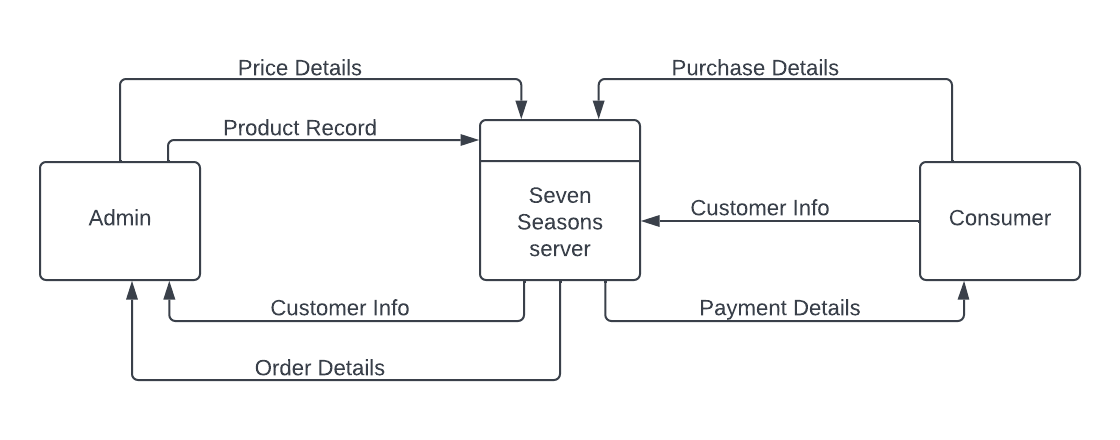 Price Details
Purchase Details
Product Record
Admin
Seven
Seasons
server
Customer Info
Consumer
Customer Info
Payment Details
Order Details